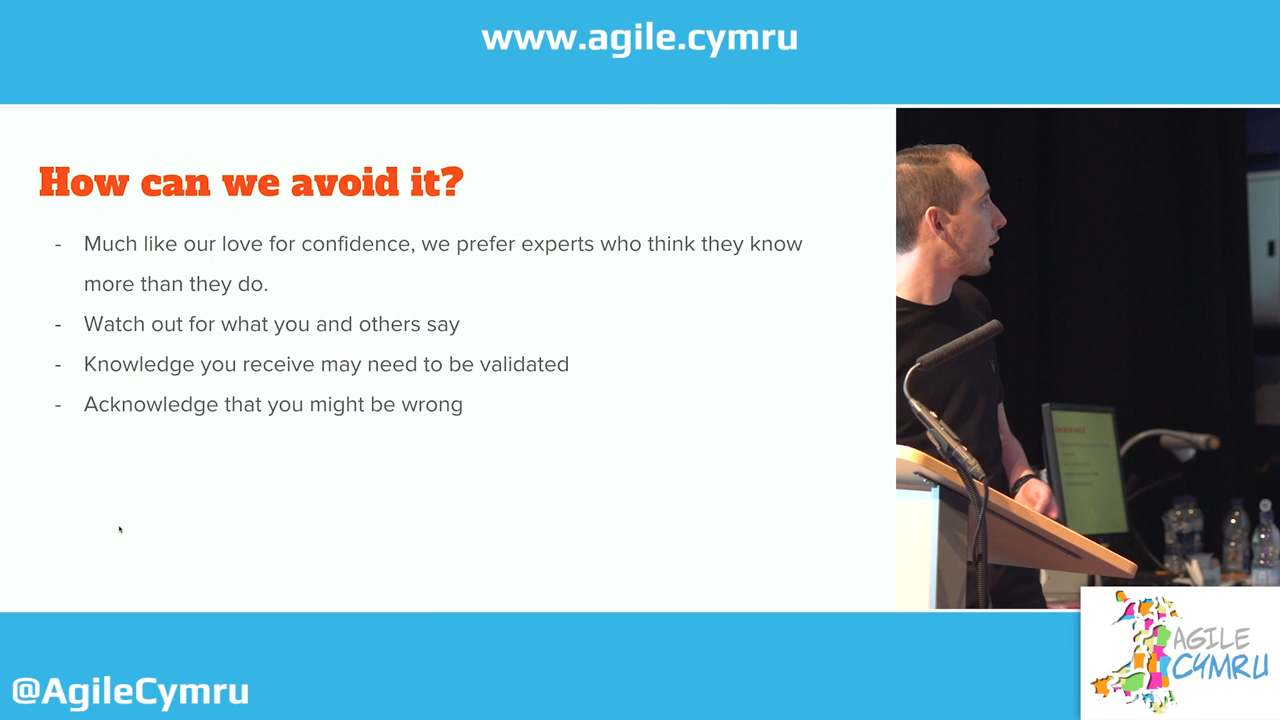 www.agile.cymru
How can we avoid it?
- Much like our love for confidence, we prefer experts who think they know
more than they do.
- Watch out for what you and others say
- Knowledge you receive may need to be validated
- Acknowledge that you might be wrong
@AgileCymru
AGILE
CYMRU